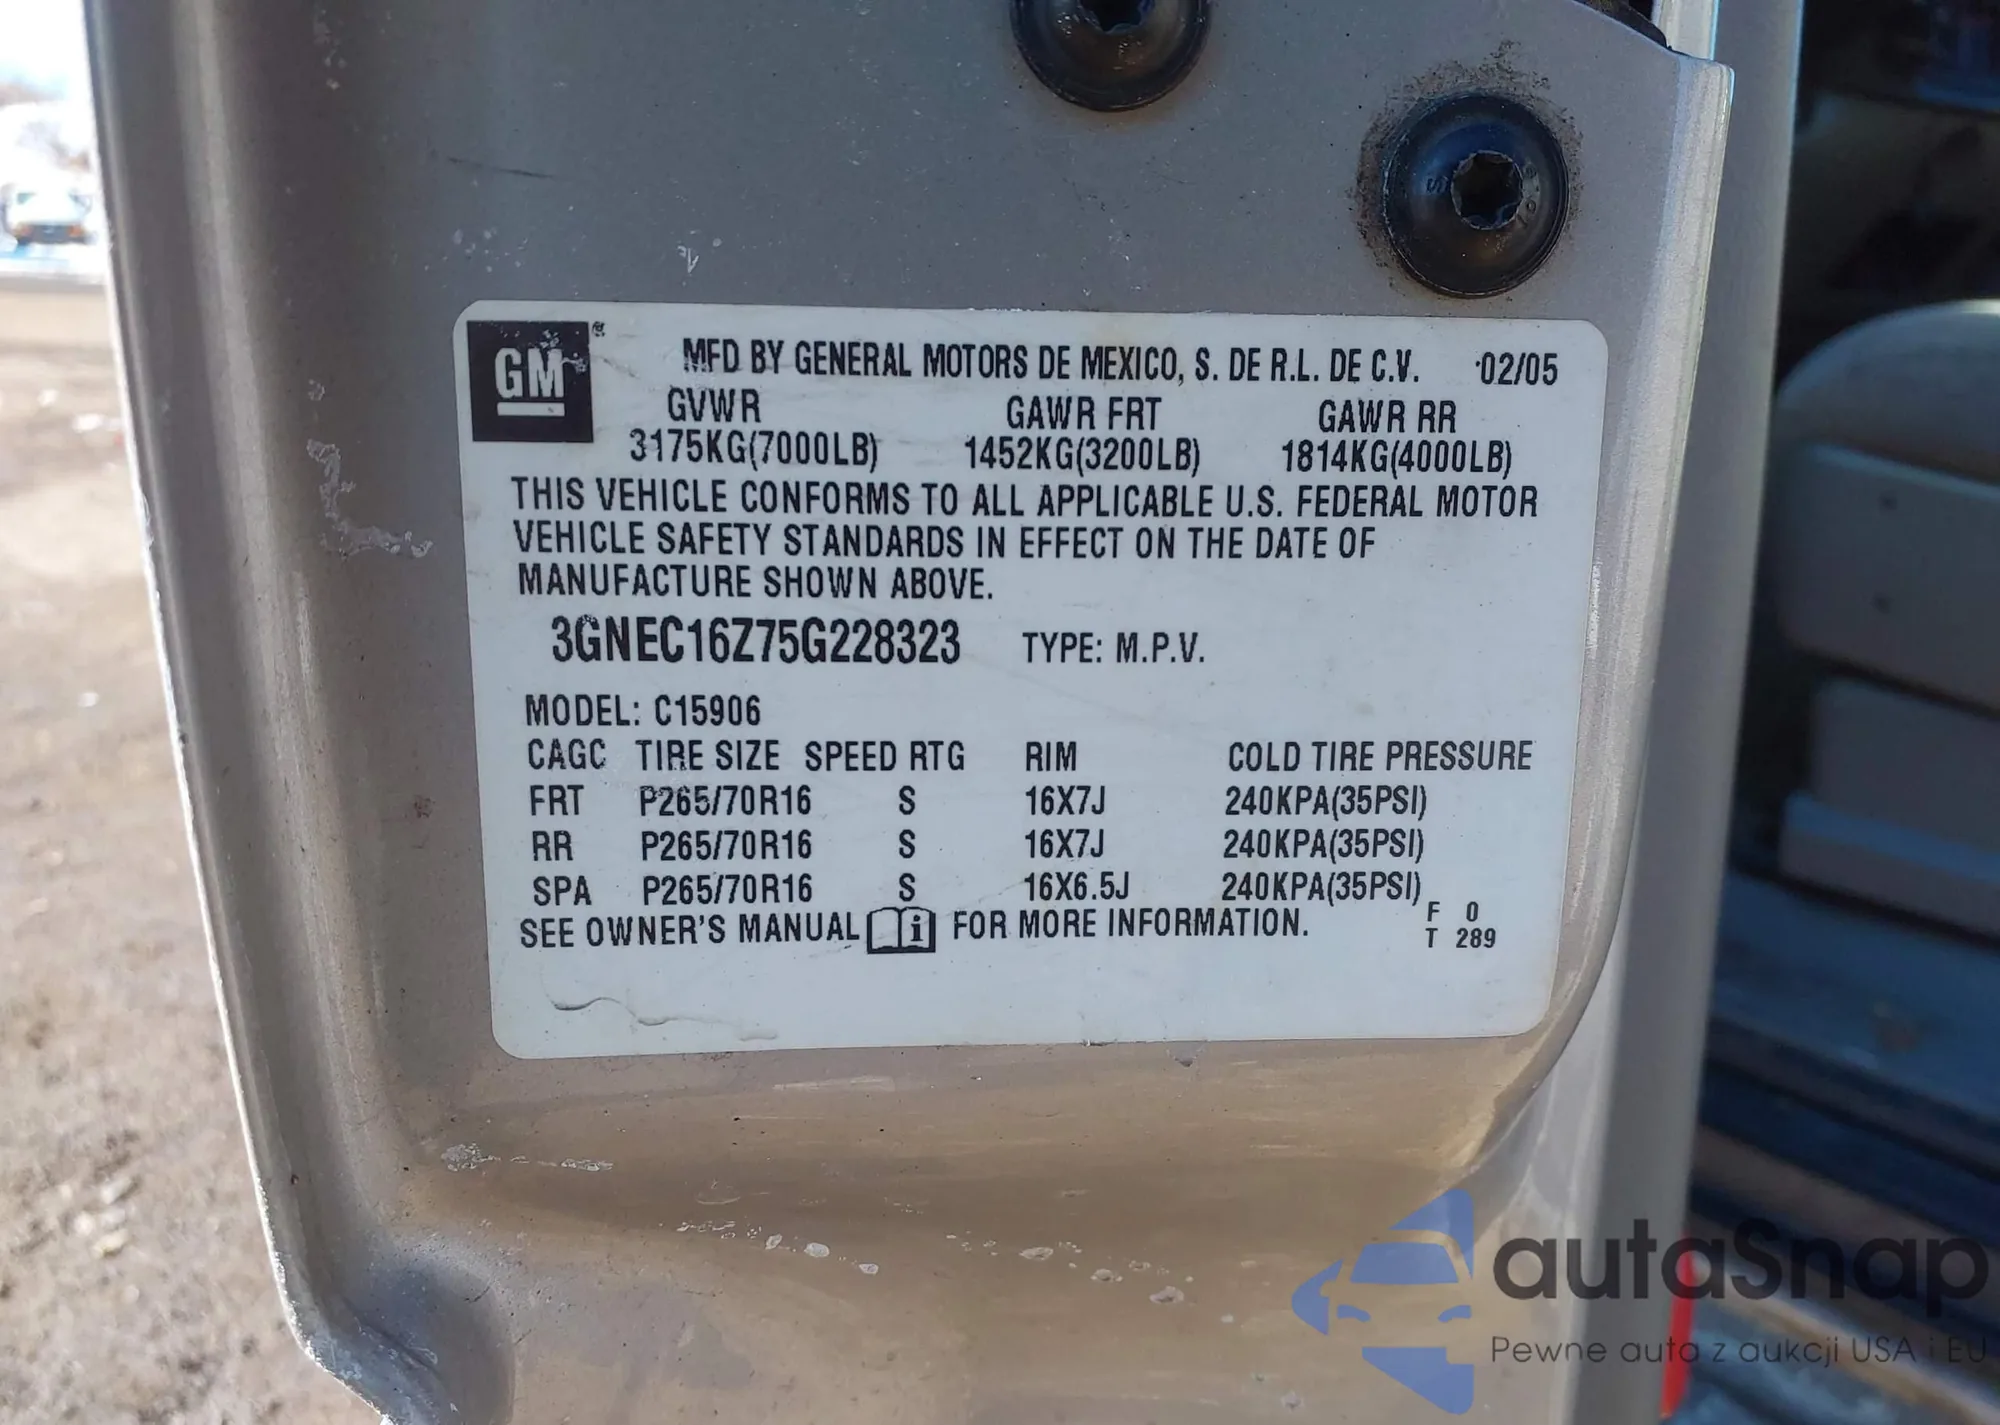 GM
MFD BY GENERAL MOTORS DE MEXICO, S. DE R.L. DE C.V. 02/05
GVWR GAWR FRT GAWR RR
3175KG(7000LB) 1452KG(3200LB) 1814KG(4000LB)
THIS VEHICLE CONFORMS TO ALL APPLICABLE U.S. FEDERAL MOTOR
VEHICLE SAFETY STANDARDS IN EFFECT ON THE DATE OF
MANUFACTURE SHOWN ABOVE.
3GNEC16Z75G228323 TYPE: M.P.V.
MODEL: C15906
CAGC TIRE SIZE SPEED RTG RIM COLD TIRE PRESSURE
FRT P265/70R16 S 16X7J 240KPA(35PSI)
RR P265/70R16 S 16X7J 240KPA(35PSI)
SPA P265/70R16 S 16X6.5J 240KPA(35PSI)
SEE OWNER'S MANUAL i FOR MORE INFORMATION.
F 0
T 289
autaSnap
Pewne auta z aukcji USA i EU